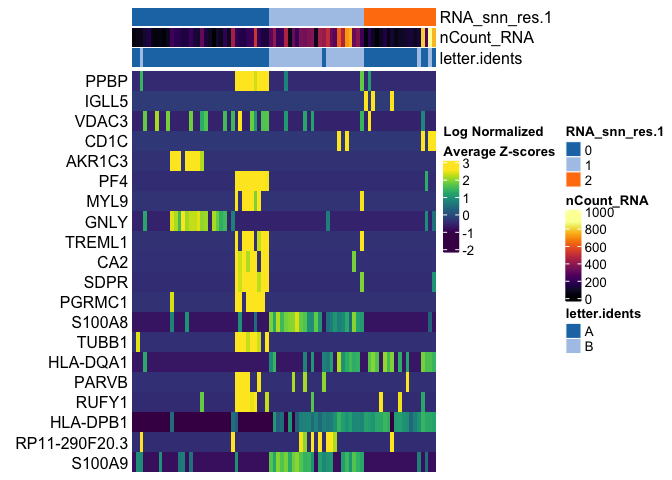 RNA_snn_res.1
nCount_RNA
letter.idents
PPBP
IGLL5
VDAC3
CD1C
AKR1C3
PF4
MYL9
GNLY
TREML1
CA2
SDPR
PGRMC1
S100A8
TUBB1
HLA-DQA1
PARVB
RUFY1
HLA-DPB1
RP11-290F20.3
S100A9
Log Normalized
Average Z-scores
3
2
1
0
-1
-2
RNA_snn_res.1
0
1
2
nCount_RNA
1000
800
600
400
200
0
letter.idents
A
B